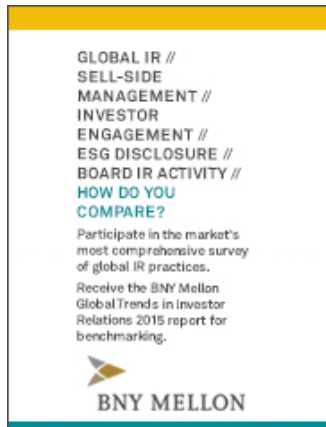 GLOBAL IR //
SELL-SIDE
MANAGEMENT //
INVESTOR
ENGAGEMENT //
ESG DISCLOSURE //
BOARD IR ACTIVITY //
HOW DO YOU
COMPARE?
Participate in the market's
most comprehensive survey
of global IR practices.
Receive the BNY Mellon
Global Trends in Investor
Relations 2015 report for
benchmarking.
BNY MELLON